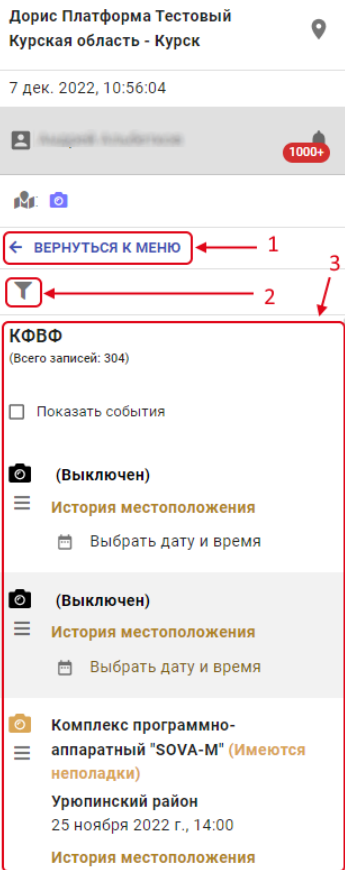 Дорис Платформа Тестовый
Курская область - Курск
7 дек. 2022, 10:56:04
1000+
ВЕРНУТЬСЯ К МЕНЮ
1
2
3
КФВФ
(Всего записей: 304)
Показать события
(Выключен)
История местоположения
Выбрать дату и время
(Выключен)
История местоположения
Выбрать дату и время
Комплекс программно-
аппаратный "SOVA-M" (Имеются
неполадки)
Урюпинский район
25 ноября 2022 г., 14:00
История местоположения